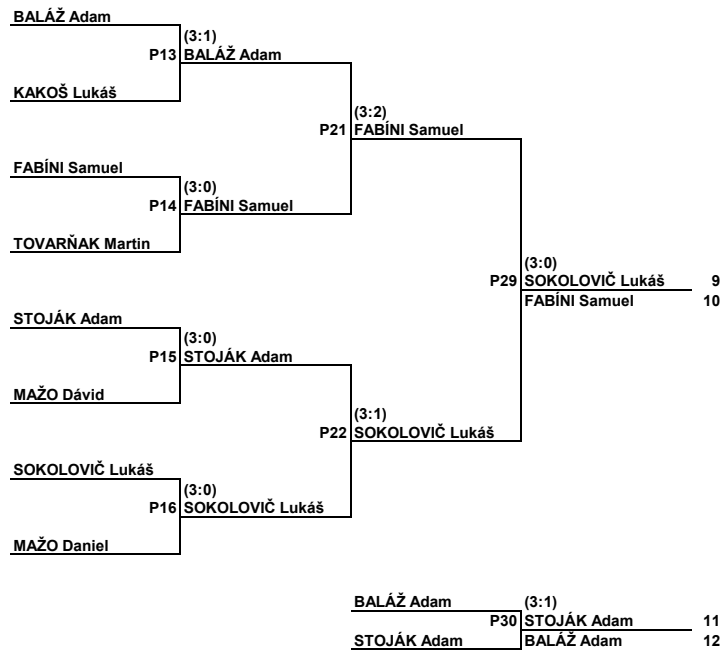 BALÁŽ Adam
(3:1)
P13 BALÁŽ Adam
KAKOŠ Lukáš
(3:2)
P21 FABÍNI Samuel
FABÍNI Samuel
(3:0)
P14 FABÍNI Samuel
TOVARŇAK Martin
(3:0)
P29 SOKOLOVIČ Lukáš 9
FABÍNI Samuel 10
STOJÁK Adam
(3:0)
P15 STOJÁK Adam
MAŽO Dávid
(3:1)
P22 SOKOLOVIČ Lukáš
SOKOLOVIČ Lukáš
(3:0)
P16 SOKOLOVIČ Lukáš
MAŽO Daniel
BALÁŽ Adam (3:1)
P30 STOJÁK Adam 11
STOJÁK Adam BALÁŽ Adam 12